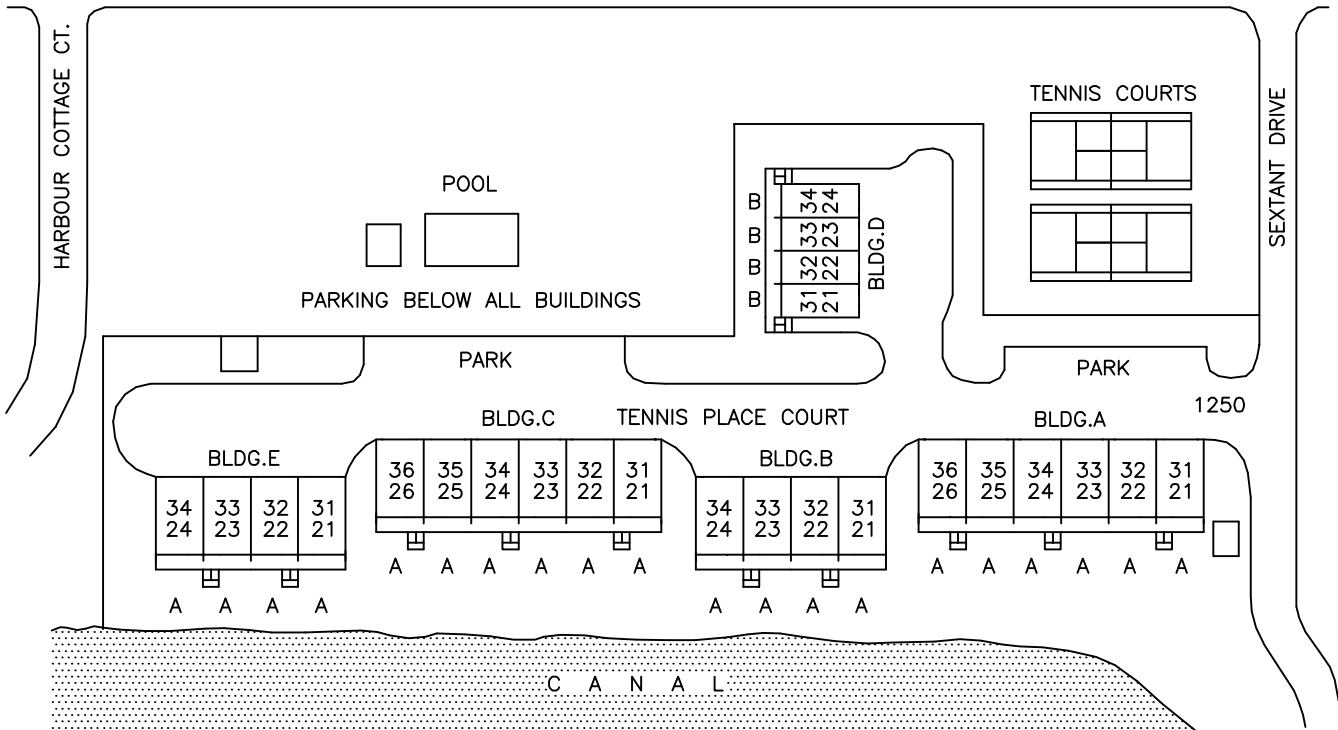 HARBOUR COTTAGE CT.
SEXTANT DRIVE
TENNIS COURTS
POOL
B 34 24
B 33 23
B 32 22
B 31 21
BLDG.D
PARKING BELOW ALL BUILDINGS
PARK
PARK
1250
TENNIS PLACE COURT
BLDG.E
34 33 32 31
24 23 22 21
A A A A
BLDG.C
36 35 34 33 32 31
26 25 24 23 22 21
A A A A A A
BLDG.B
34 33 32 31
24 23 22 21
A A A A
BLDG.A
36 35 34 33 32 31
26 25 24 23 22 21
A A A A A A
CANAL